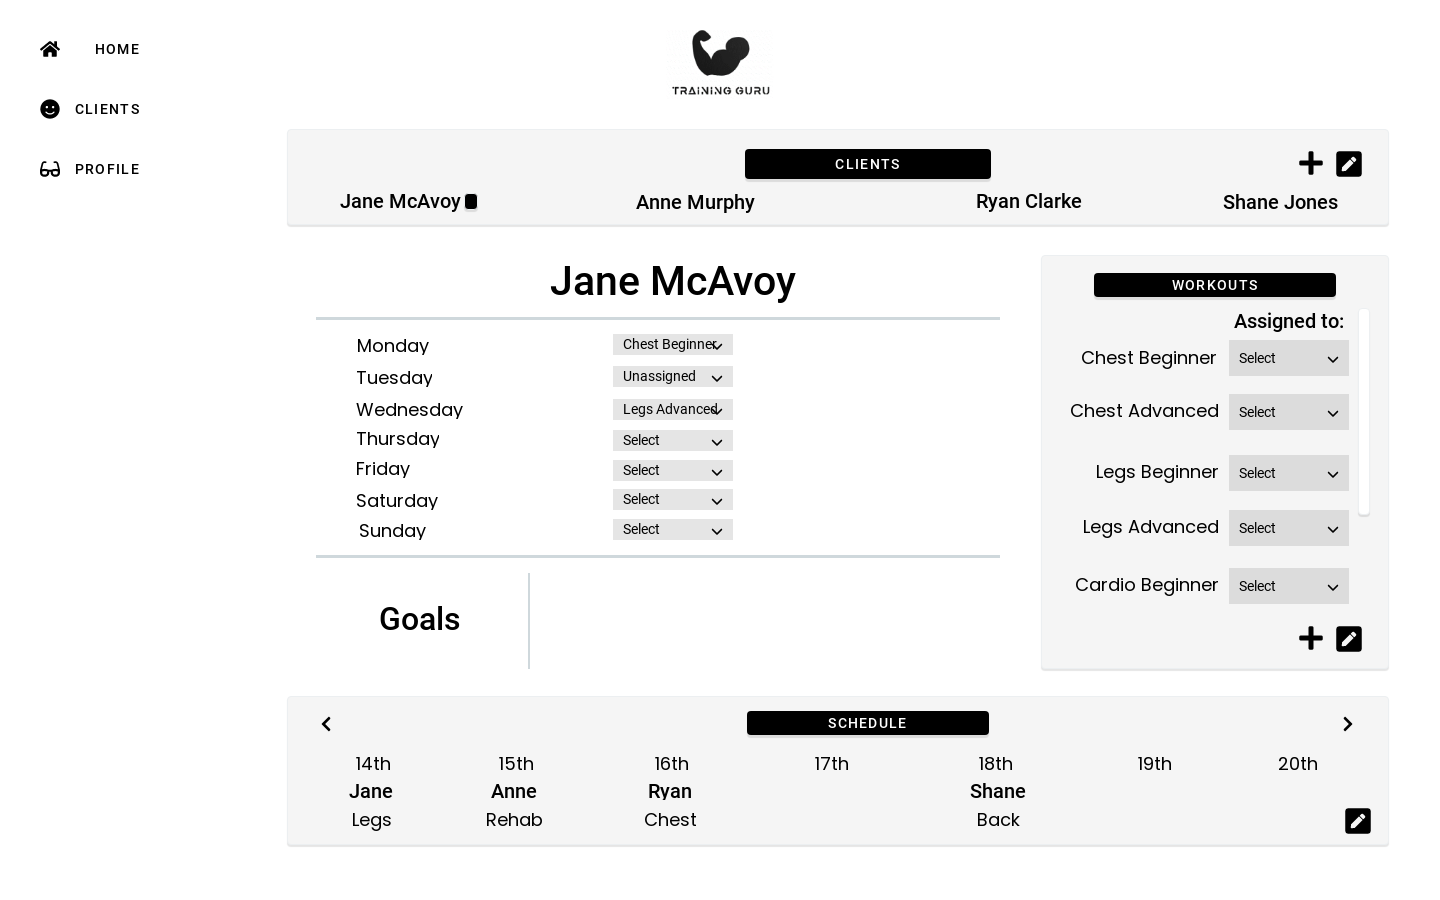 HOME
CLIENTS
PROFILE
TRAINING GURU
CLIENTS
Jane McAvoy
Anne Murphy
Ryan Clarke
Shane Jones
Jane McAvoy
Monday
Chest Beginner
Tuesday
Unassigned
Wednesday
Legs Advanced
Thursday
Select
Friday
Select
Saturday
Select
Sunday
Select
Goals
WORKOUTS
Assigned to:
Chest Beginner
Select
Chest Advanced
Select
Legs Beginner
Select
Legs Advanced
Select
Cardio Beginner
Select
SCHEDULE
14th
15th
16th
17th
18th
19th
20th
Jane
Anne
Ryan
Shane
Legs
Rehab
Chest
Back